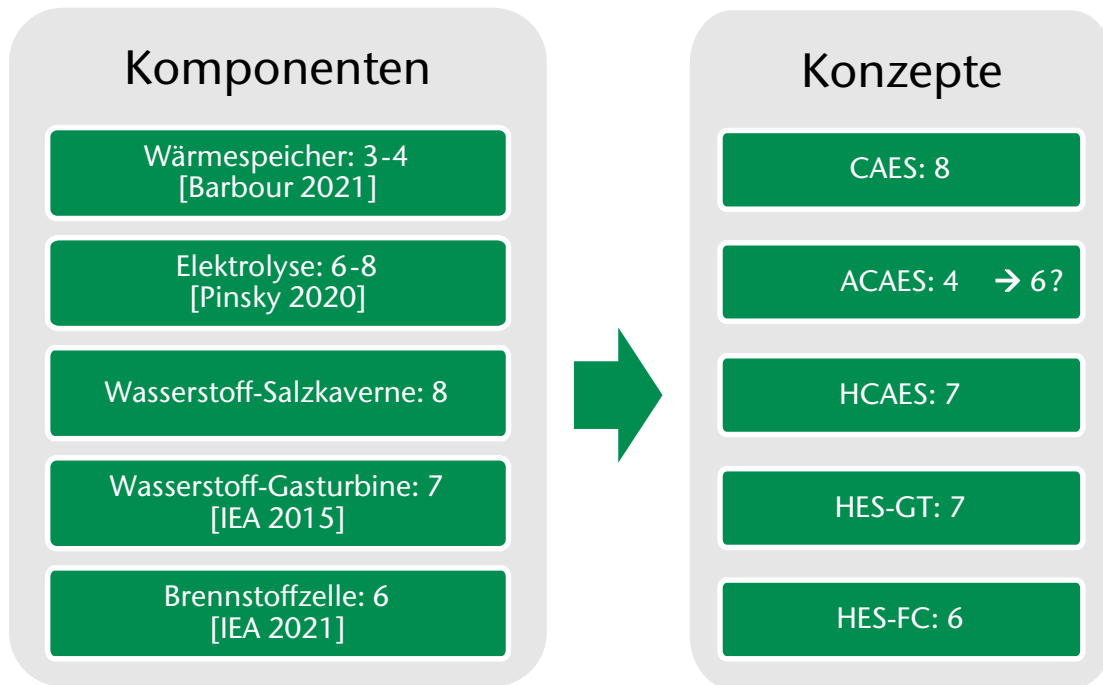 Komponenten
Wärmespeicher: 3-4
[Barbour 2021]
Elektrolyse: 6-8
[Pinsky 2020]
Wasserstoff-Salzkaverne: 8
Wasserstoff-Gasturbine: 7
[IEA 2015]
Brennstoffzelle: 6
[IEA 2021]
Konzepte
CAES: 8
ACAES: 4 → 6?
HCAES: 7
HES-GT: 7
HES-FC: 6